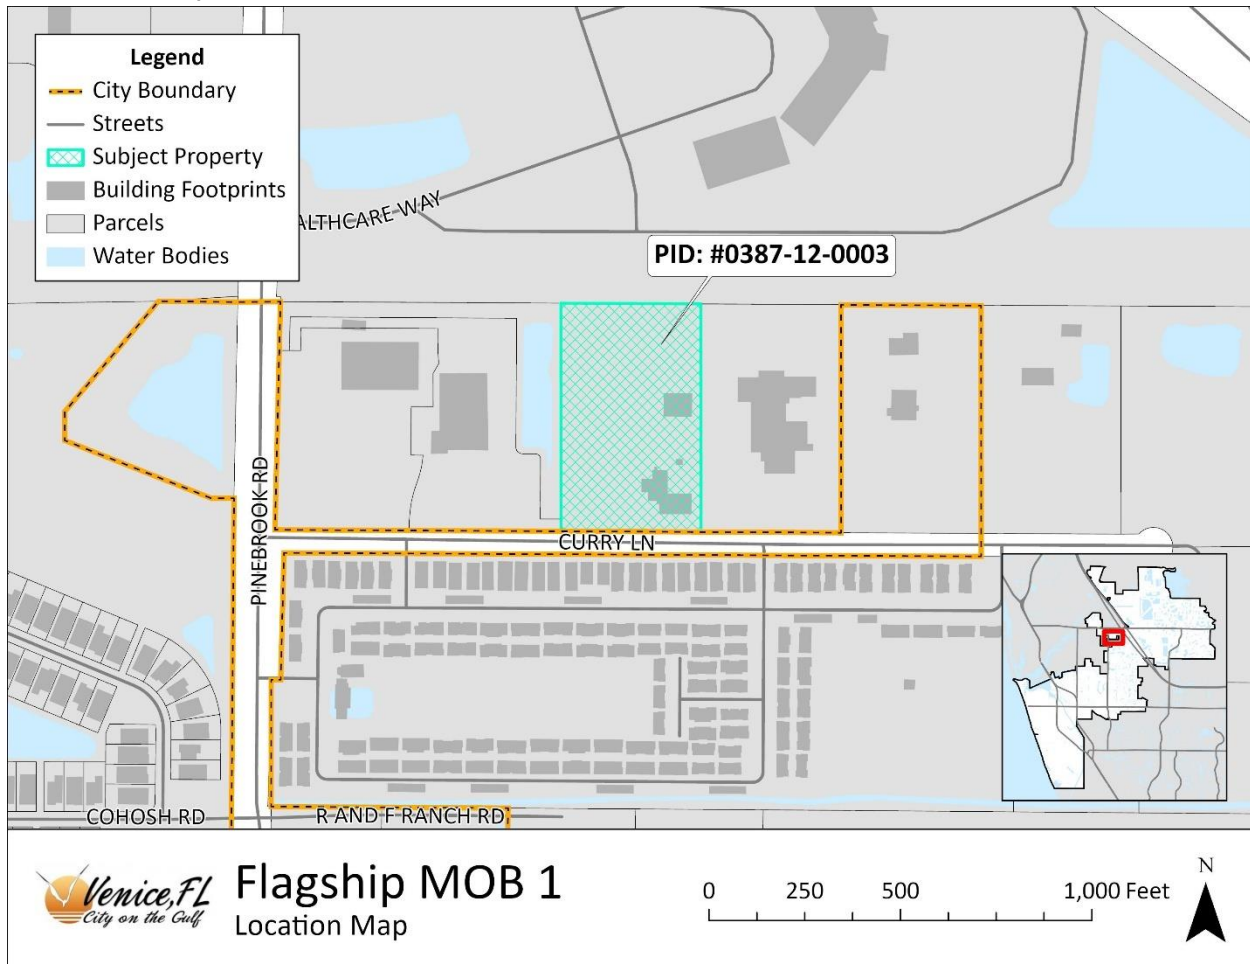 Legend
City Boundary
Streets
Subject Property
Building Footprints
Parcels
Water Bodies
ALTHCARE WAY
PID: #0387-12-0003
PINEBROOK RD
CURRY LN
COHOSH RD
R AND F RANCH RD
Venice, FL
City on the Gulf
Flagship MOB 1
Location Map
0 250 500 1,000 Feet
N